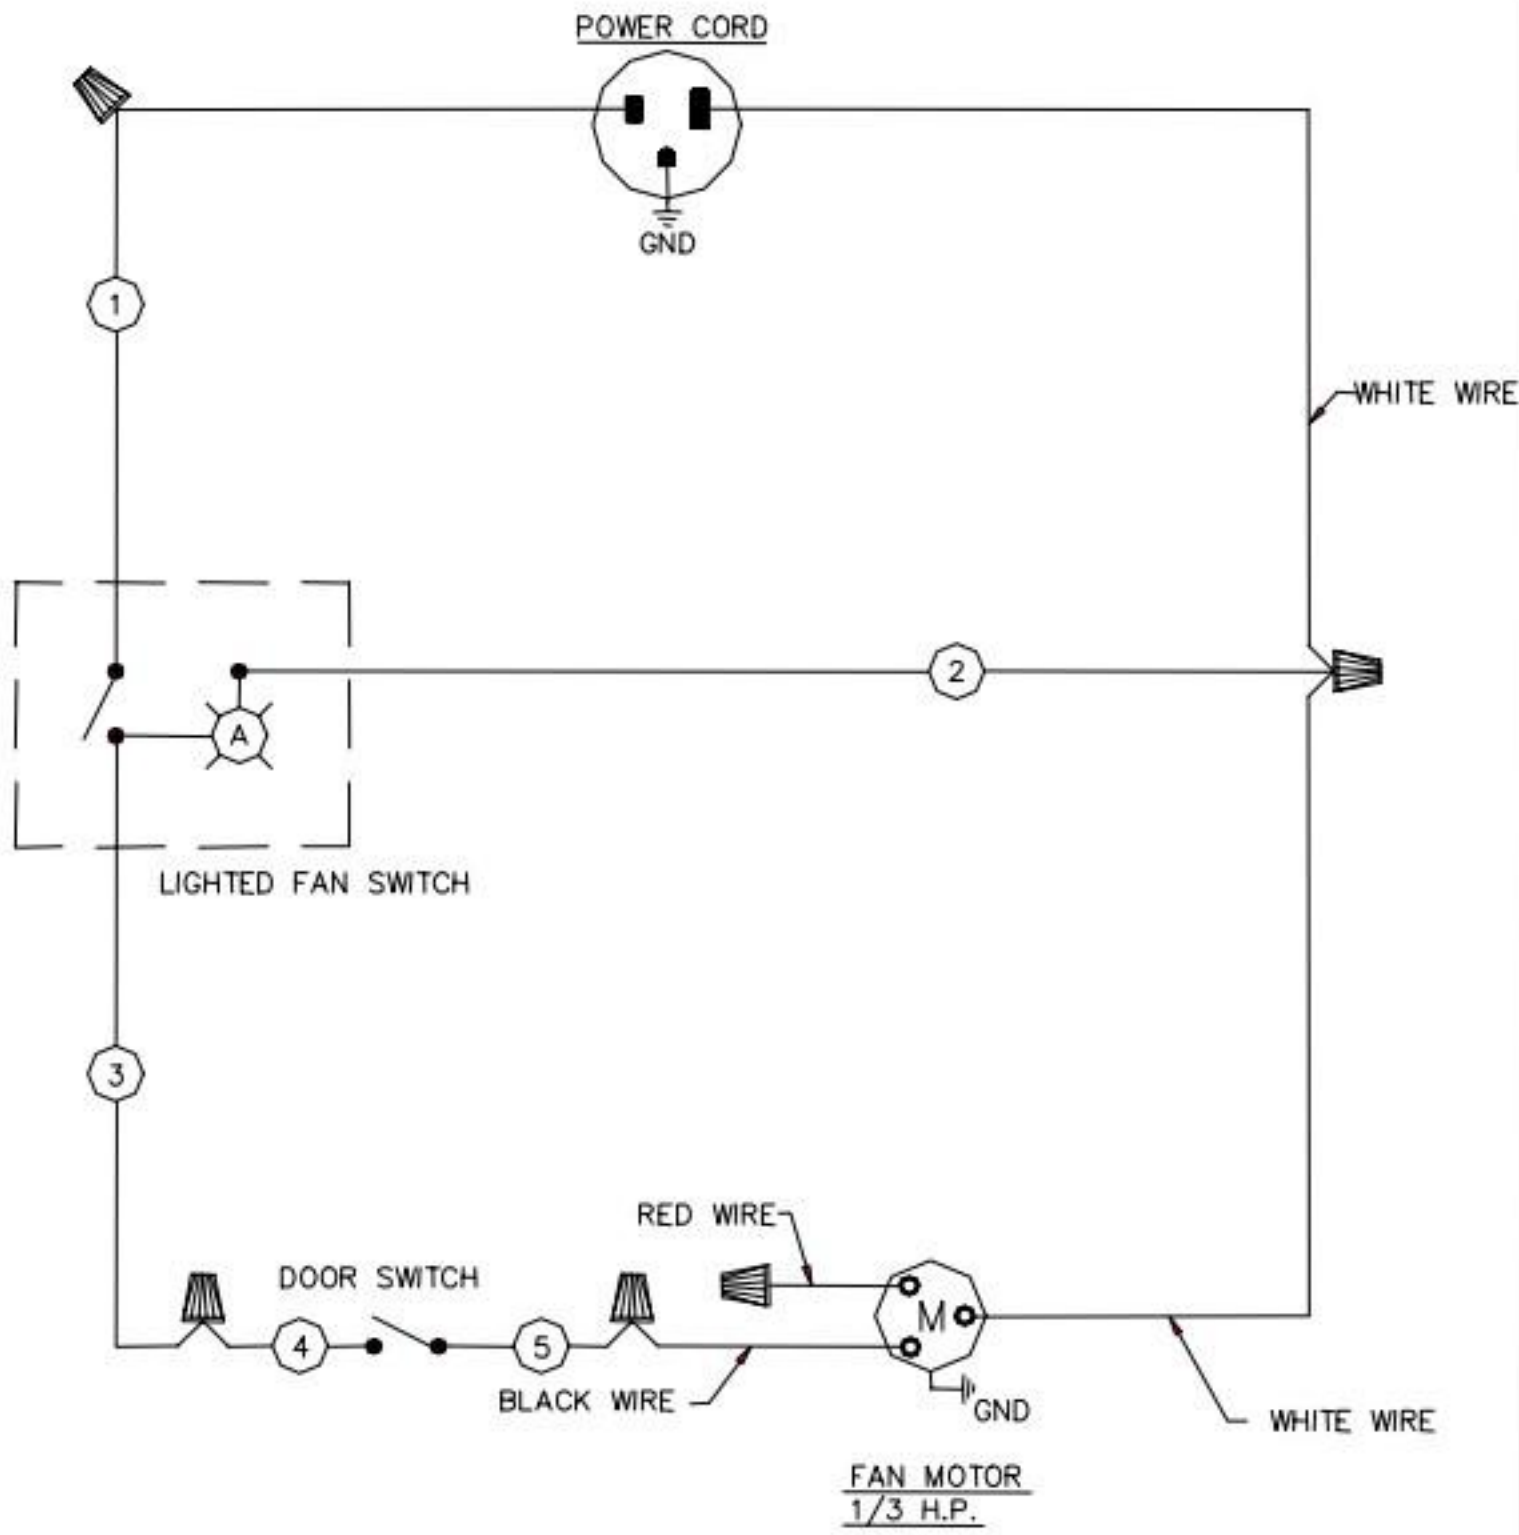 POWER CORD
GND
1
WHITE WIRE
2
A
LIGHTED FAN SWITCH
3
RED WIRE
DOOR SWITCH
M
4
5
BLACK WIRE
GND
WHITE WIRE
FAN MOTOR
1/3 H.P.